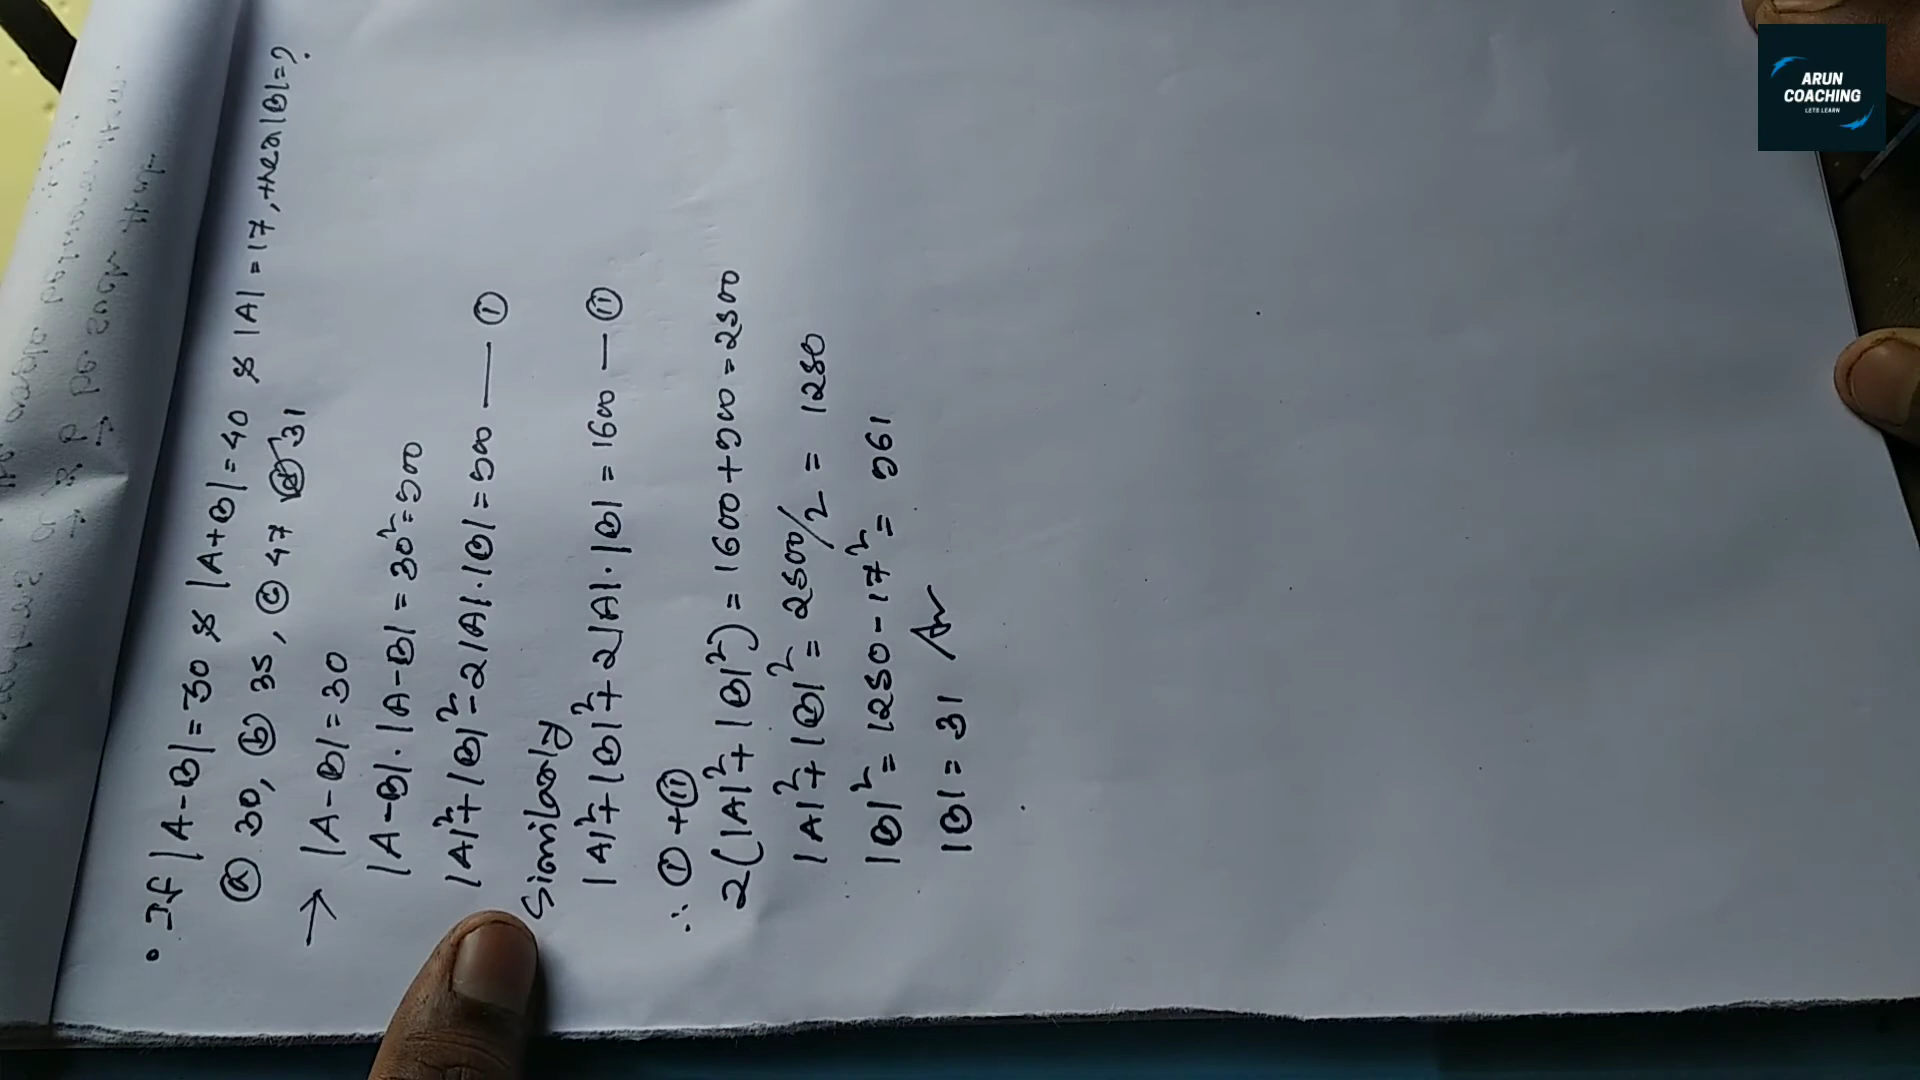 • If |A-B|=30 & |A+B|=40 & |A|=17, then |B|=?
ⓐ 30, ⓑ 35, ⓒ 47 ⓓ 31
→ |A-B|=30
|A-B|.|A-B|=30²=900
|A|²+|B|²-2|A|.|B|=900 — ⓘ
Similarly
|A|²+|B|²+2|A|.|B|=1600 — ⓘⓘ
∴ ⓘ+ⓘⓘ
2(|A|²+|B|²)=1600+900=2500
|A|²+|B|²=2500/2=1250
|B|²=1250-17²=961
|B|=31 Ans
ARUN
COACHING
LETS LEARN